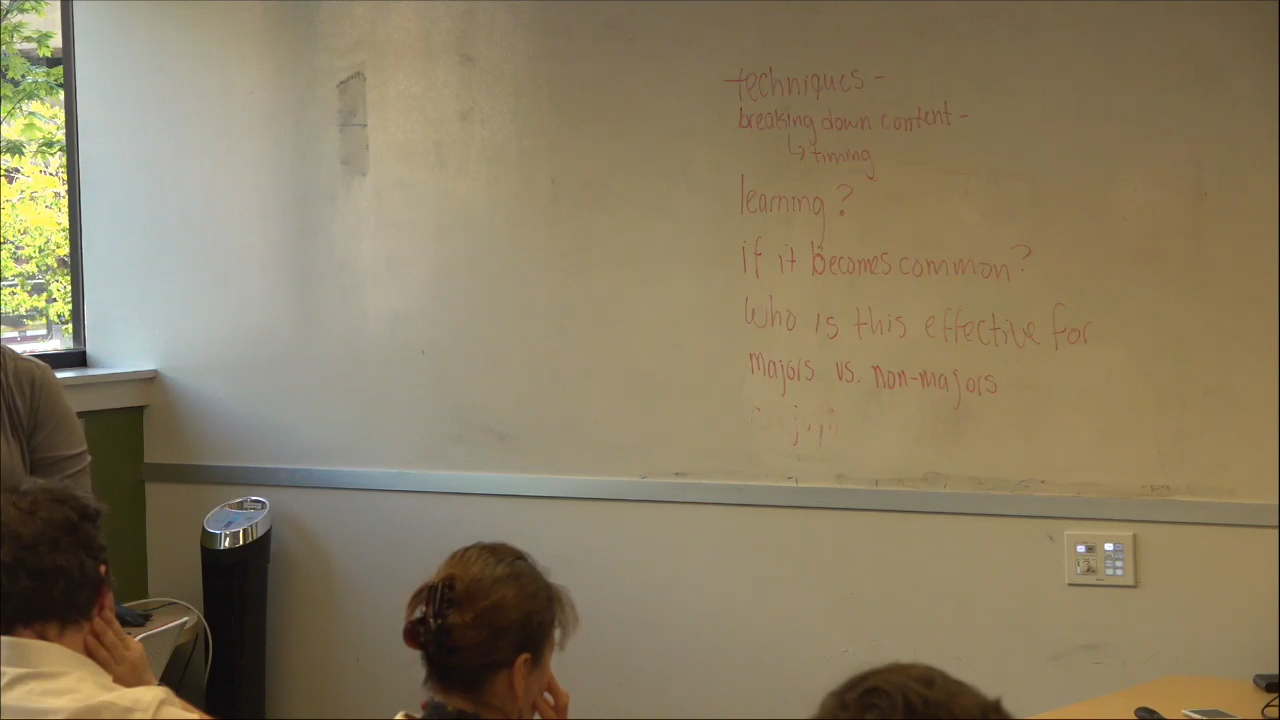 techniques -
breaking down content -
↳ timing
learning?
if it becomes common?
who is this effective for
majors vs. non-majors